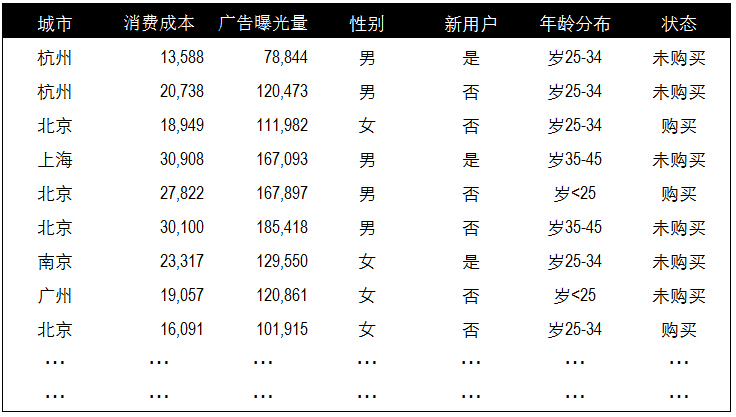 城市 消费成本 广告曝光量 性别 新用户 年龄分布 状态
杭州 13,588 78,844 男 是 岁25-34 未购买
杭州 20,738 120,473 男 否 岁25-34 未购买
北京 18,949 111,982 女 否 岁25-34 购买
上海 30,908 167,093 男 是 岁35-45 未购买
北京 27,822 167,897 男 否 岁<25 购买
北京 30,100 185,418 男 否 岁35-45 未购买
南京 23,317 129,550 女 是 岁25-34 未购买
广州 19,057 120,861 女 否 岁<25 未购买
北京 16,091 101,915 女 否 岁25-34 购买
… … … … … … …
… … … … … … …